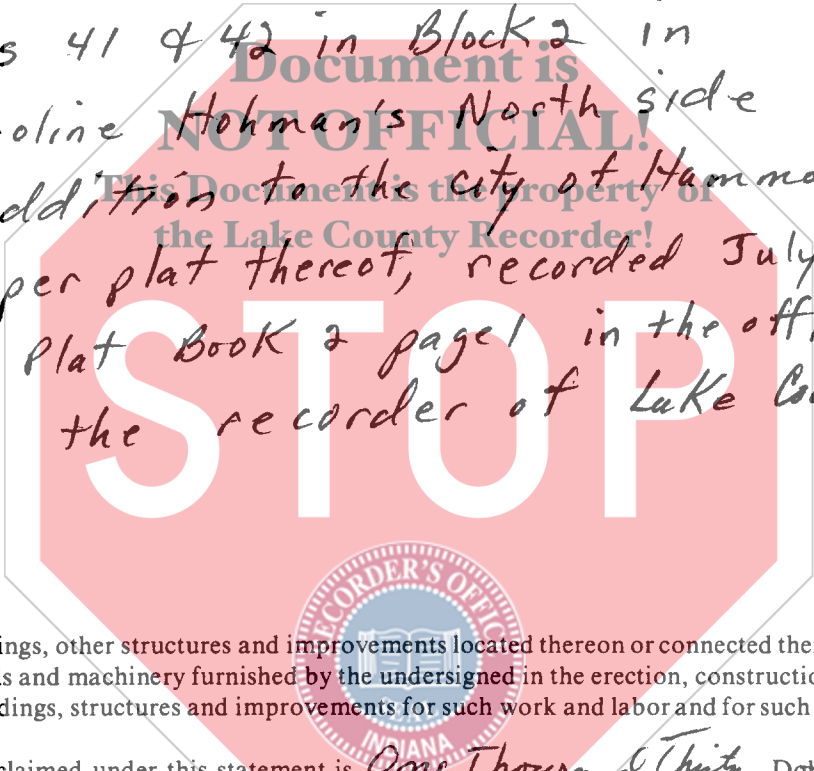 s 41 & 42 in Block 2 in
Document is
oline Hohman's North side
NOT OFFICIAL!
ddition to the city of Hammo
This Document is the property of
the Lake County Recorder!
per plat thereof, recorded July
Plat Book 2 page 1 in the off
the recorder of Lake Co
STOP
RECORDER'S OFFICE
SEAL
INDIANA
ings, other structures and improvements located thereon or connected the
s and machinery furnished by the undersigned in the erection, constructio
dings, structures and improvements for such work and labor and for such
claimed under this statement is One Thousand Thirty Do